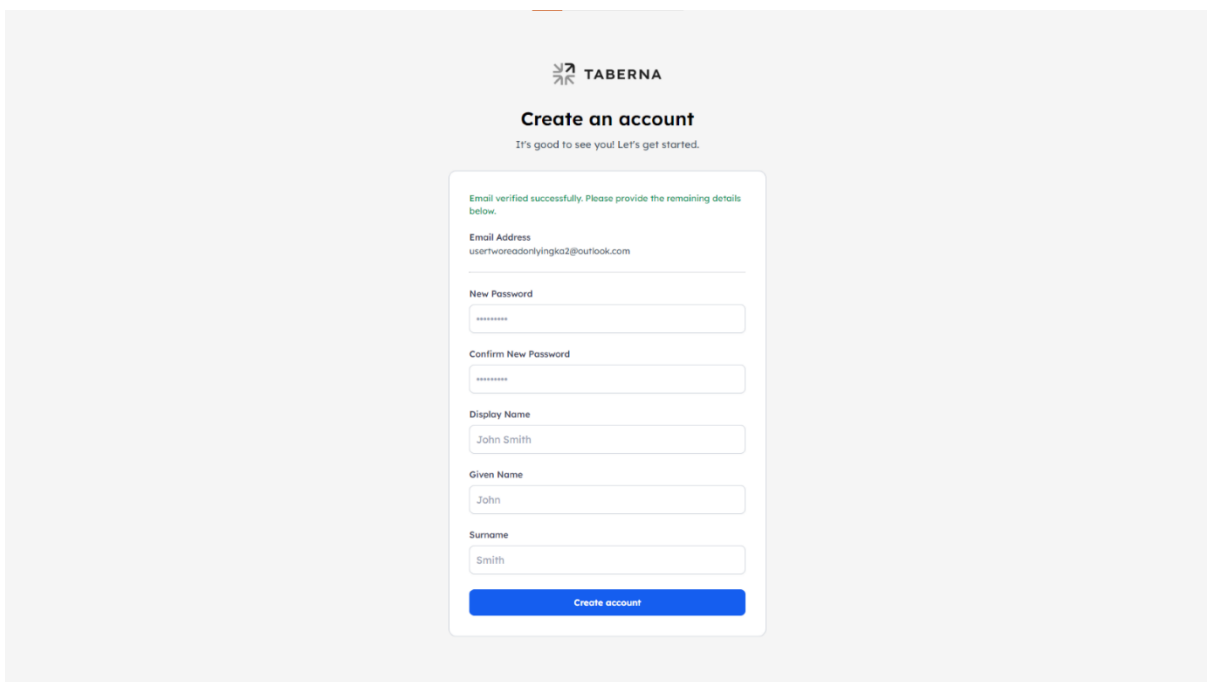 TABERNA
Create an account
It's good to see you! Let's get started.
Email verified successfully. Please provide the remaining details
below.
Email Address
usertworeadonlyingka2@outlook.com
New Password
•••••••••
Confirm New Password
•••••••••
Display Name
John Smith
Given Name
John
Surname
Smith
Create account